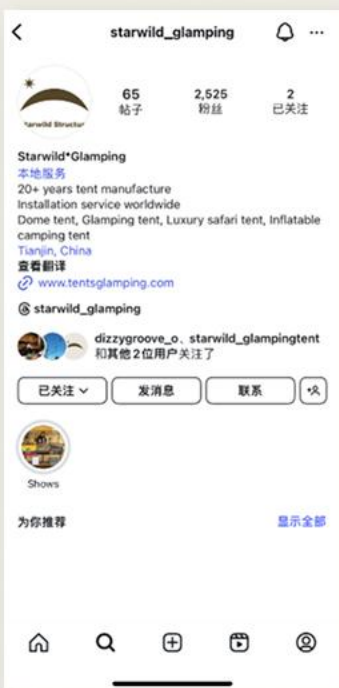 starwild_glamping
Starwild Structur
65
帖子
2,525
粉丝
2
已关注
Starwild*Glamping
本地服务
20+ years tent manufacture
Installation service worldwide
Dome tent, Glamping tent, Luxury safari tent, Inflatable
camping tent
Tianjin, China
查看翻译
www.tentsglamping.com
starwild_glamping
dizzygroove_o、starwild_glampingtent
和其他 2 位用户关注了
已关注
发消息
联系
Shows
为你推荐
显示全部